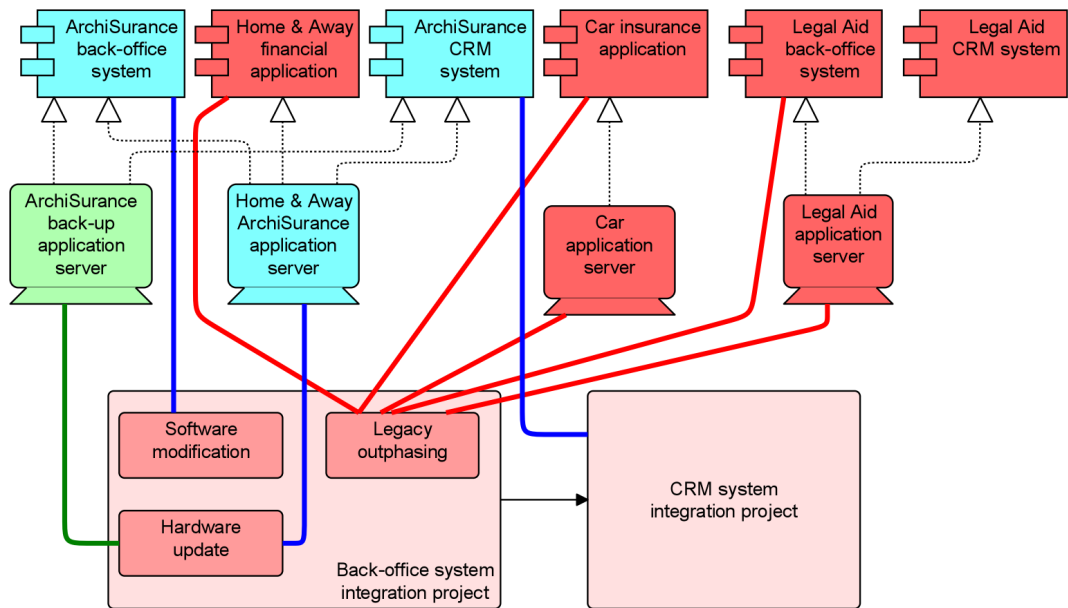 ArchiSurance
back-office
system
Home & Away
financial
application
ArchiSurance
CRM
system
Car insurance
application
Legal Aid
back-office
system
Legal Aid
CRM system
ArchiSurance
back-up
application
server
Home & Away
ArchiSurance
application
server
Car
application
server
Legal Aid
application
server
Software
modification
Legacy
outphasing
Hardware
update
Back-office system
integration project
CRM system
integration project